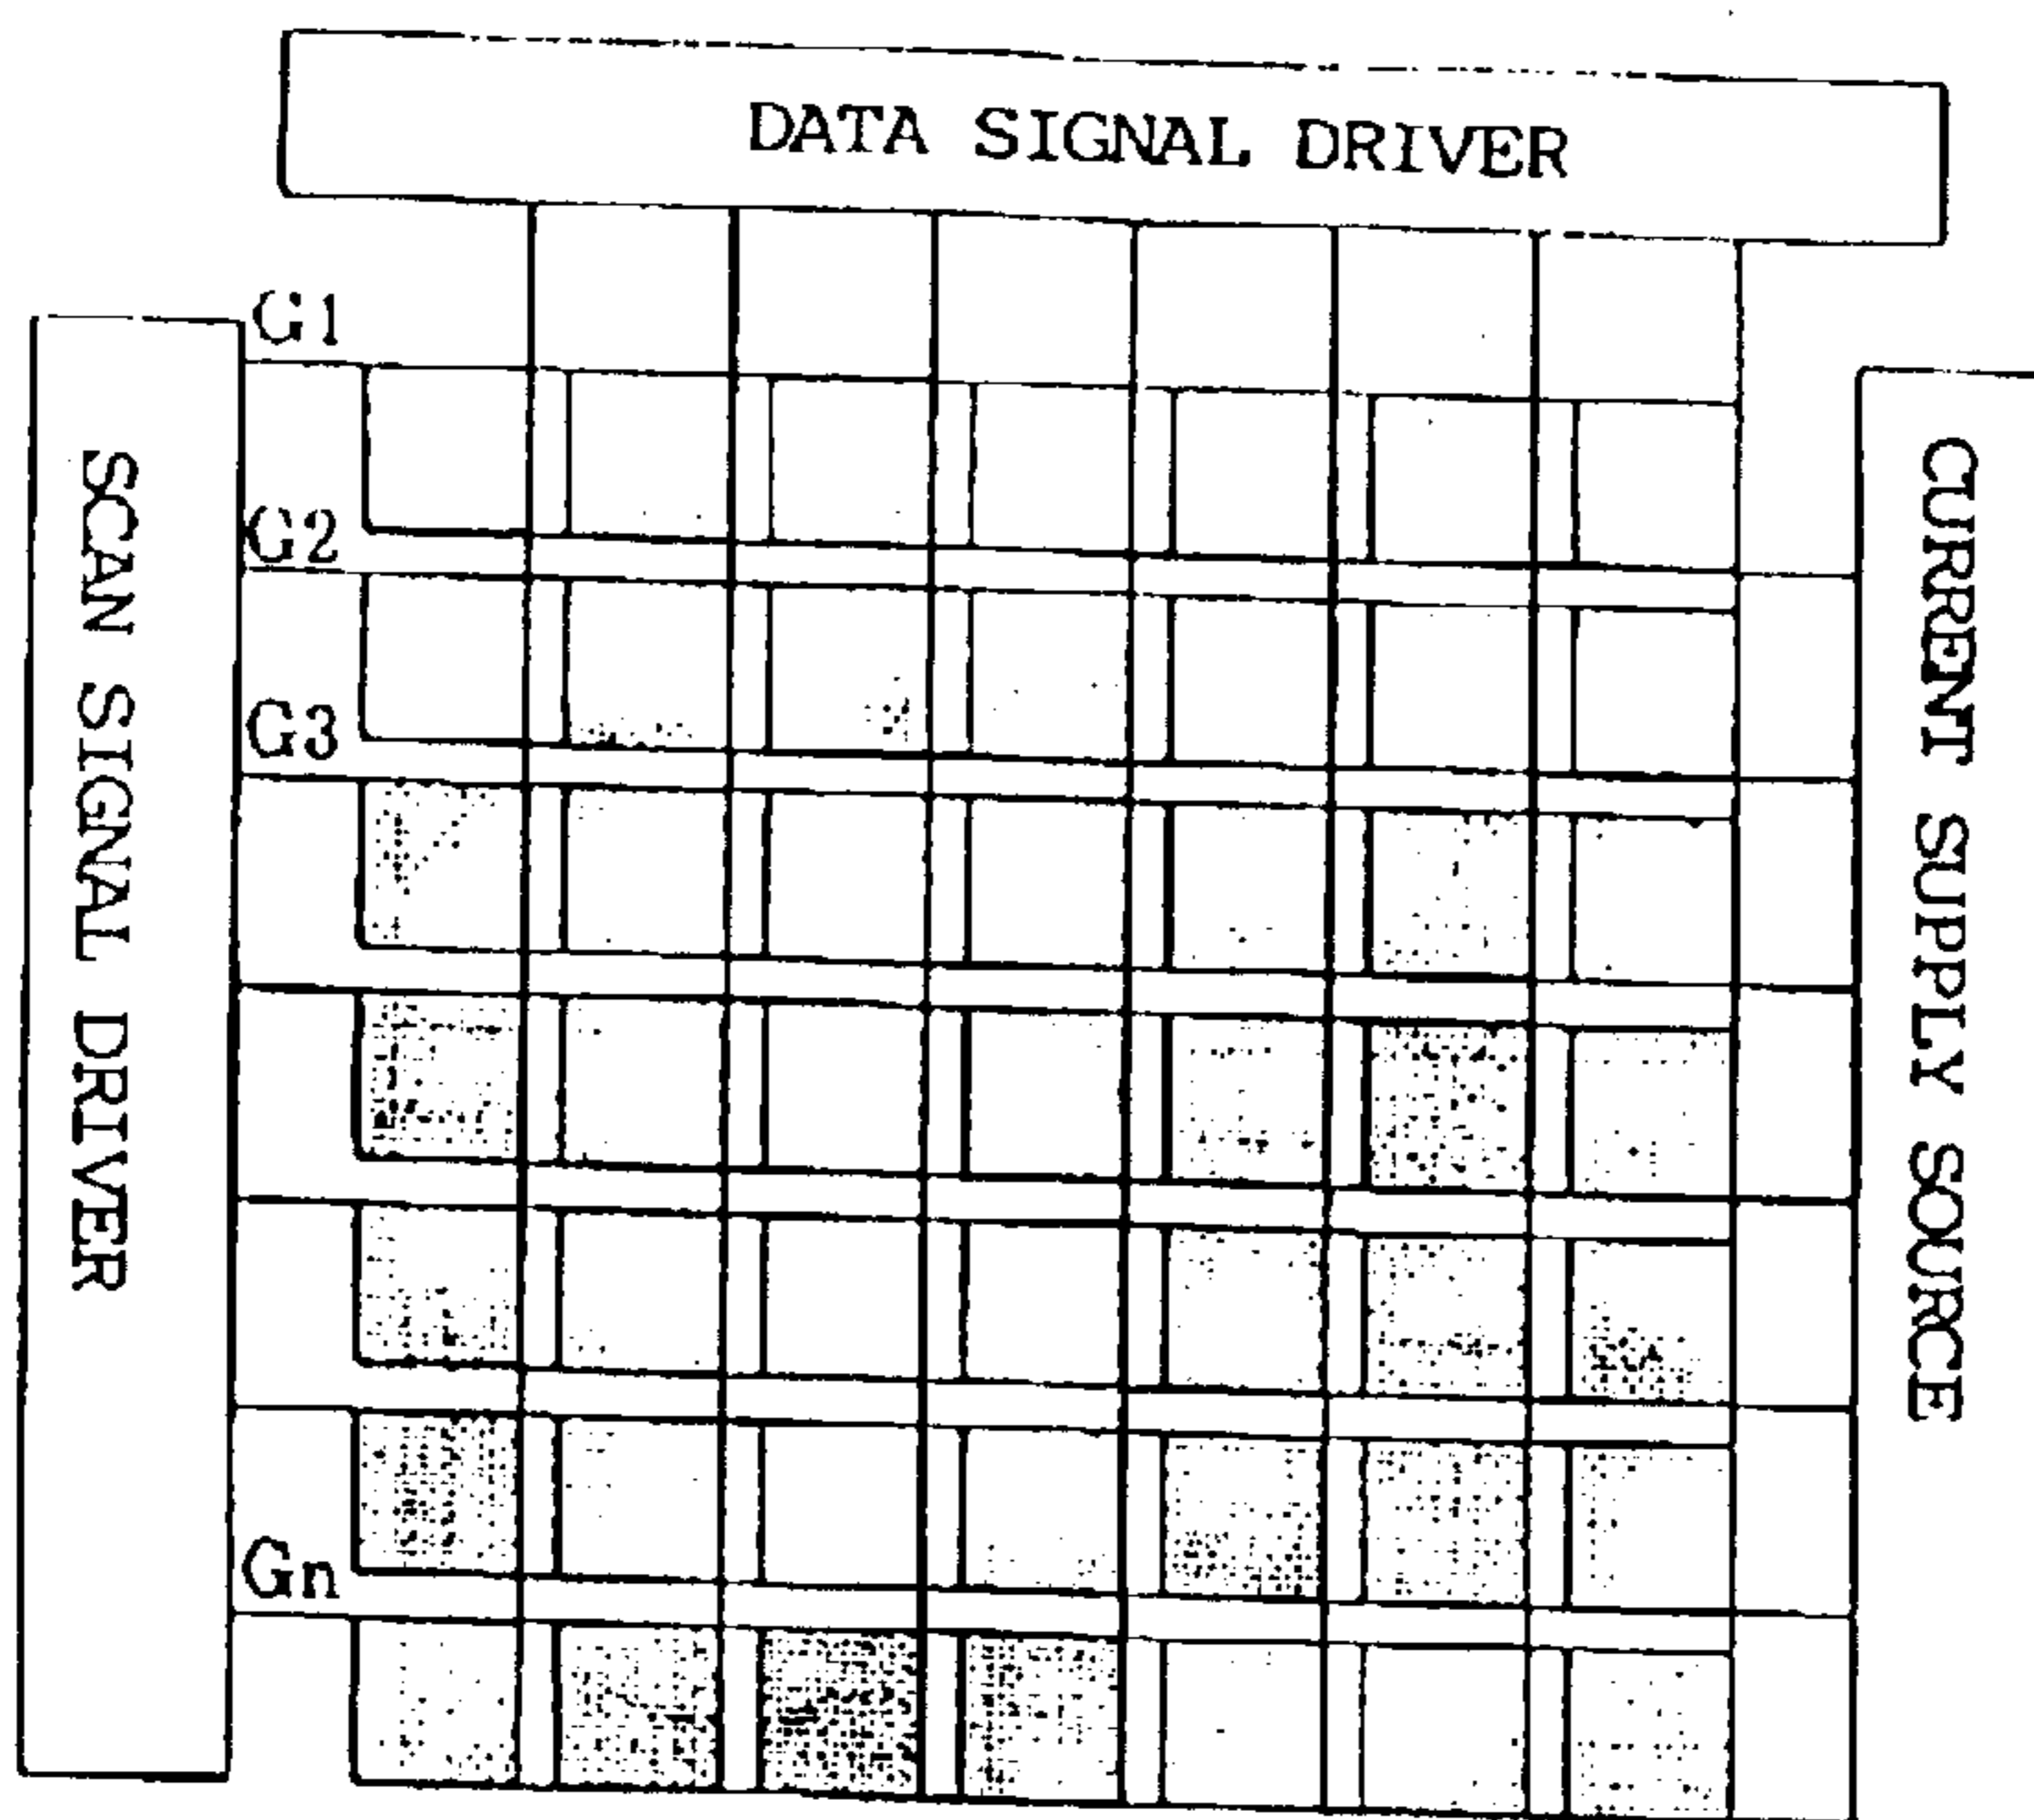 DATA SIGNAL DRIVER
G1
G2
G3
Gn
SCAN SIGNAL DRIVER
CURRENT SUPPLY SOURCE